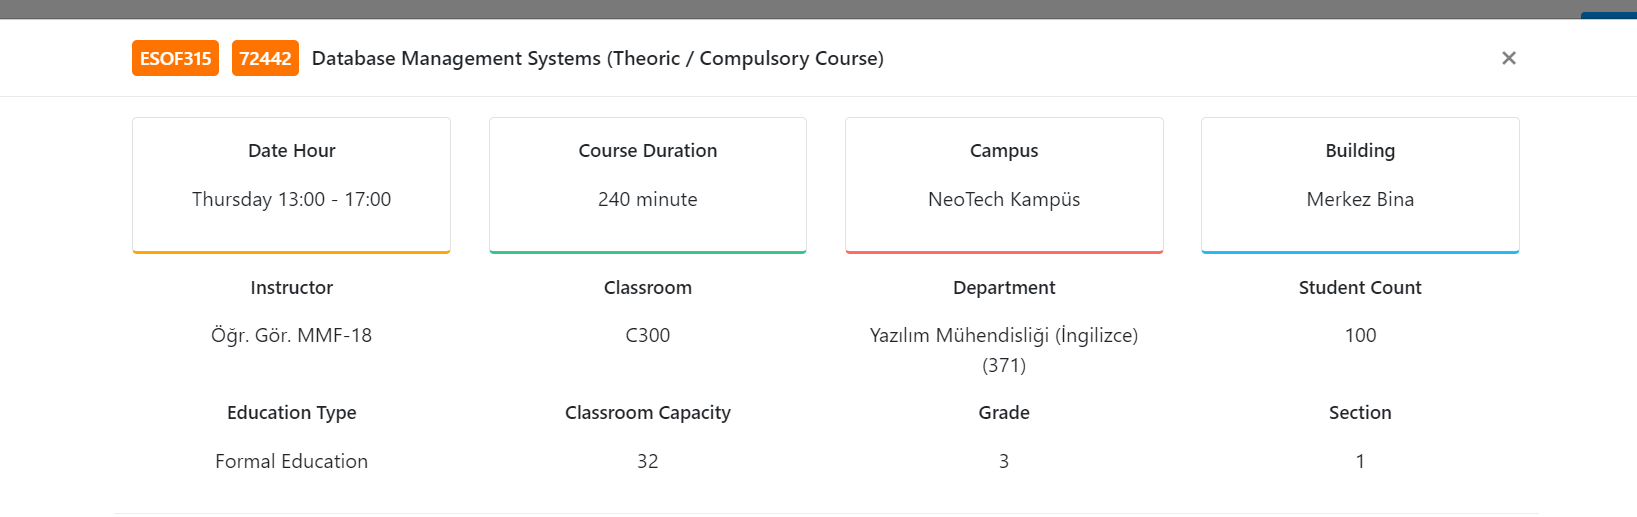 ESOF315 72442 Database Management Systems (Theoric / Compulsory Course) ×
Date Hour
Thursday 13:00 - 17:00
Course Duration
240 minute
Campus
NeoTech Kampüs
Building
Merkez Bina
Instructor
Öğr. Gör. MMF-18
Classroom
C300
Department
Yazılım Mühendisliği (İngilizce)
(371)
Student Count
100
Education Type
Formal Education
Classroom Capacity
32
Grade
3
Section
1